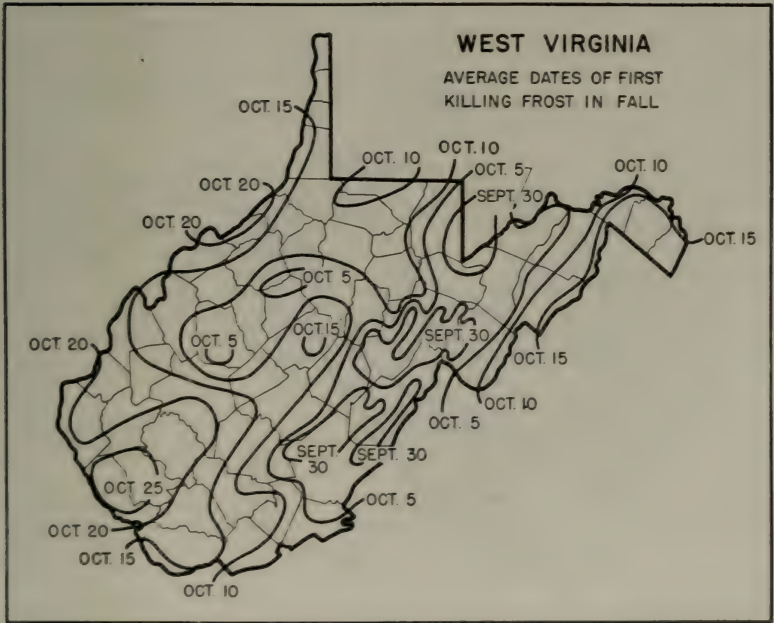 WEST VIRGINIA
AVERAGE DATES OF FIRST
KILLING FROST IN FALL
OCT. 15
OCT. 10
OCT. 10
OCT. 5
SEPT. 30
OCT. 10
OCT. 20
OCT. 20
OCT. 15
OCT. 5
OCT. 20
OCT. 5
OCT. 15
SEPT. 30
OCT. 15
OCT. 10
OCT. 5
SEPT.
30
SEPT. 30
OCT. 25
OCT. 5
OCT. 20
OCT. 15
OCT. 10